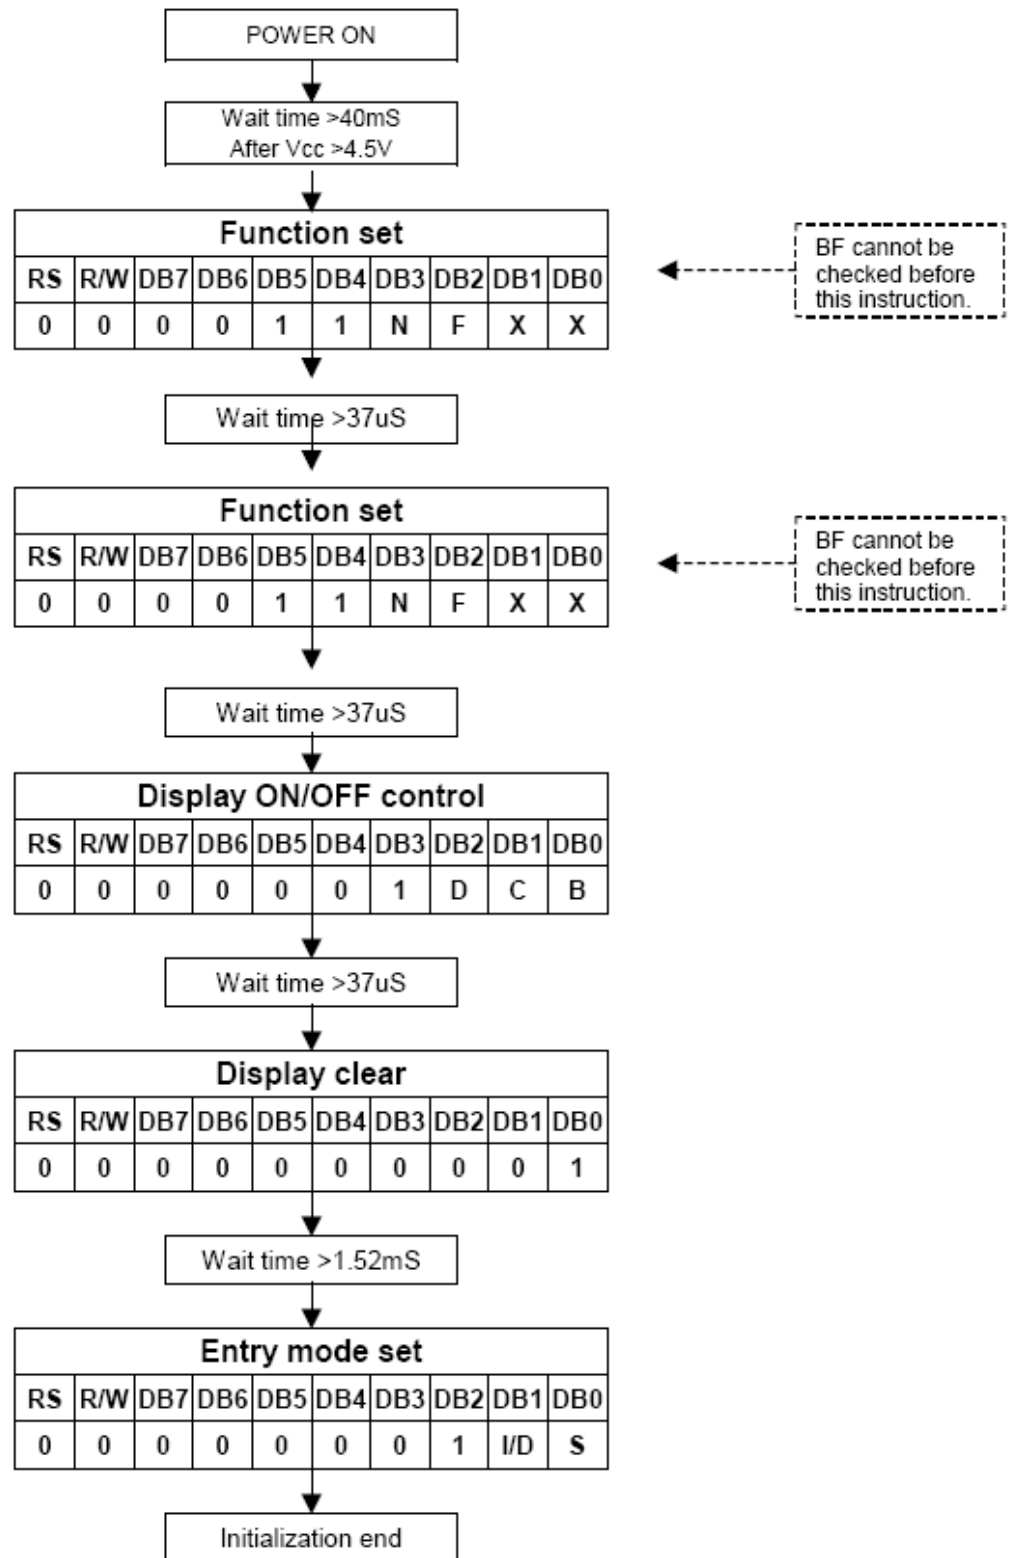 POWER ON
Wait time >40mS
After Vcc >4.5V
Function set
RS R/W DB7 DB6 DB5 DB4 DB3 DB2 DB1 DB0
0 0 0 0 1 1 N F X X
BF cannot be
checked before
this instruction.
Wait time >37uS
Function set
RS R/W DB7 DB6 DB5 DB4 DB3 DB2 DB1 DB0
0 0 0 0 1 1 N F X X
BF cannot be
checked before
this instruction.
Wait time >37uS
Display ON/OFF control
RS R/W DB7 DB6 DB5 DB4 DB3 DB2 DB1 DB0
0 0 0 0 0 0 1 D C B
Wait time >37uS
Display clear
RS R/W DB7 DB6 DB5 DB4 DB3 DB2 DB1 DB0
0 0 0 0 0 0 0 0 0 1
Wait time >1.52mS
Entry mode set
RS R/W DB7 DB6 DB5 DB4 DB3 DB2 DB1 DB0
0 0 0 0 0 0 0 1 I/D S
Initialization end